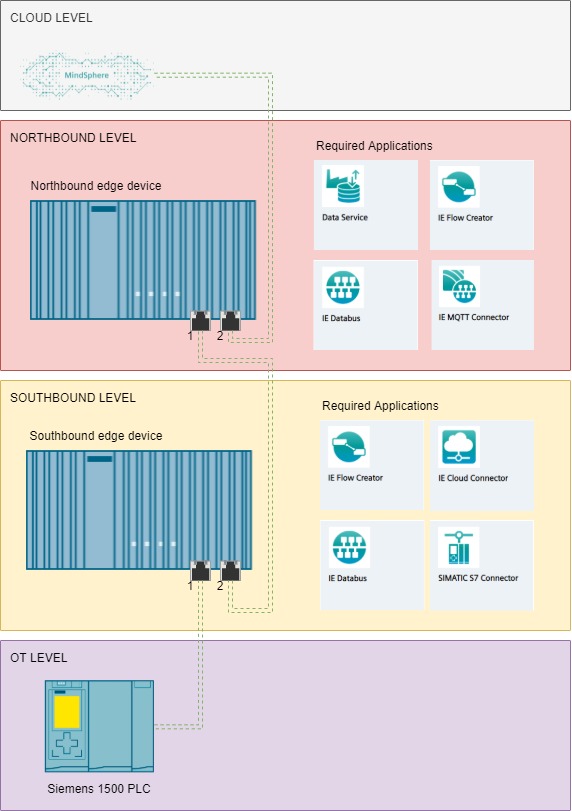 CLOUD LEVEL
MindSphere
NORTHBOUND LEVEL
Required Applications
Northbound edge device
Data Service
IE Flow Creator
IE Databus
IE MQTT Connector
1
2
SOUTHBOUND LEVEL
Required Applications
Southbound edge device
IE Flow Creator
IE Cloud Connector
IE Databus
SIMATIC S7 Connector
1
2
OT LEVEL
Siemens 1500 PLC